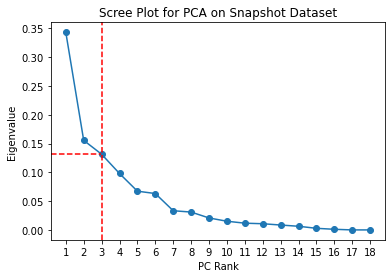 Scree Plot for PCA on Snapshot Dataset
Eigenvalue
0.35
0.30
0.25
0.20
0.15
0.10
0.05
0.00
1 2 3 4 5 6 7 8 9 10 11 12 13 14 15 16 17 18
PC Rank